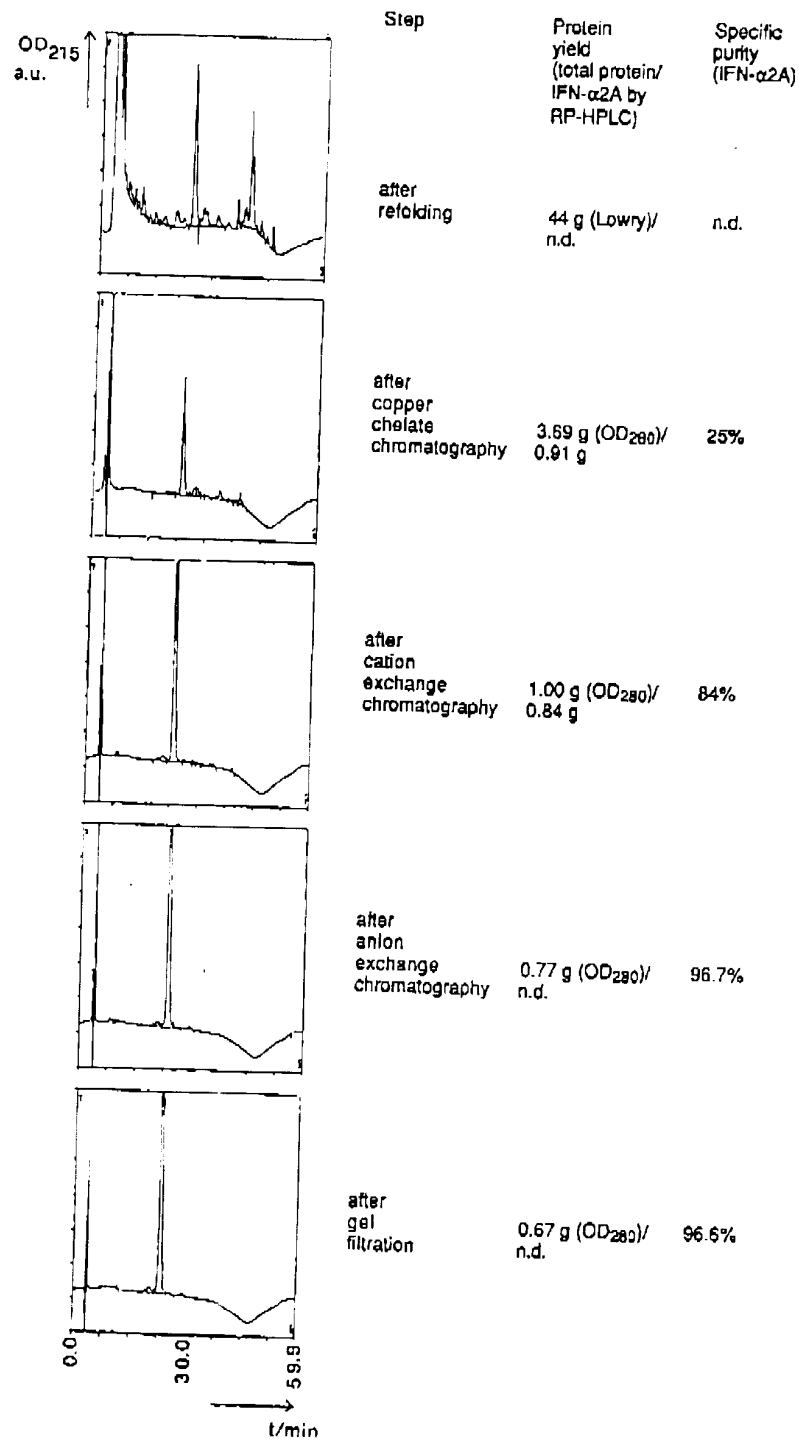 OD215
a.u.
Step
Protein
yield
(total protein/
IFN-α2A by
RP-HPLC)
Specific
purity
(IFN-α2A)
after
refolding
44 g (Lowry)/
n.d.
n.d.
after
copper
chelate
chromatography
3.69 g (OD280)/
0.91 g
25%
after
cation
exchange
chromatography
1.00 g (OD280)/
0.84 g
84%
after
anion
exchange
chromatography
0.77 g (OD280)/
n.d.
96.7%
after
gel
filtration
0.67 g (OD280)/
n.d.
96.6%
0.0
30.0
59.9
t/min